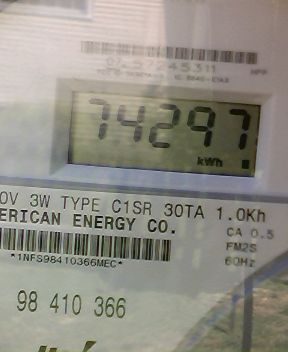 74297
kWh
0V 3W TYPE C1SR 30TA 1.0Kh
ERICAN ENERGY CO.
CA 0.5
FM2S
60Hz
*1NFS98410366MEC*
98 410 366